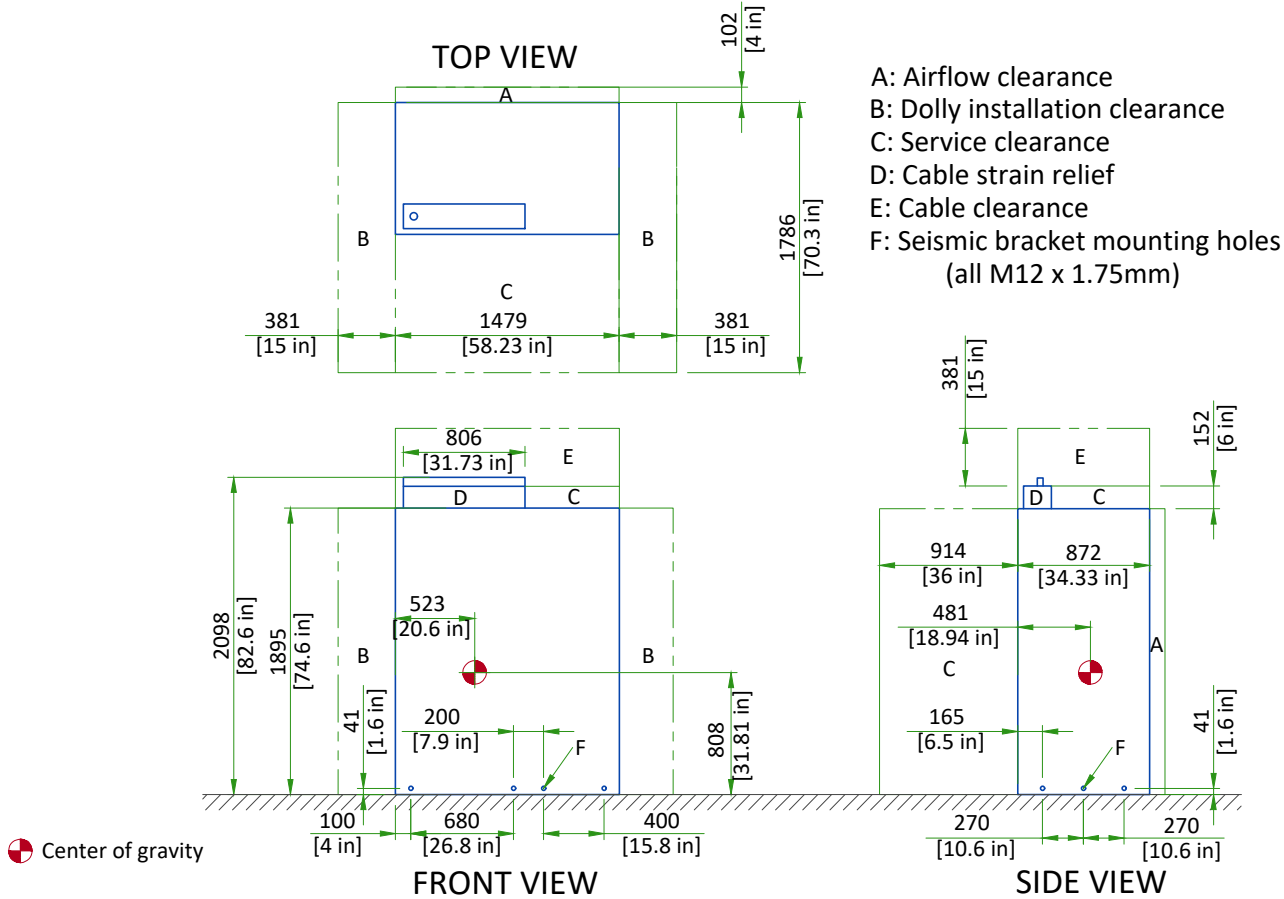 TOP VIEW
102
[4 in]
A
B
B
C
1786
[70.3 in]
381
[15 in]
1479
[58.23 in]
381
[15 in]
A: Airflow clearance
B: Dolly installation clearance
C: Service clearance
D: Cable strain relief
E: Cable clearance
F: Seismic bracket mounting holes
(all M12 x 1.75mm)
806
[31.73 in]
E
D
C
2098
[82.6 in]
1895
[74.6 in]
523
[20.6 in]
B
B
41
[1.6 in]
200
[7.9 in]
F
808
[31.81 in]
100
[4 in]
680
[26.8 in]
400
[15.8 in]
Center of gravity
FRONT VIEW
381
[15 in]
152
[6 in]
E
D
C
914
[36 in]
872
[34.33 in]
481
[18.94 in]
A
C
165
[6.5 in]
F
41
[1.6 in]
270
[10.6 in]
270
[10.6 in]
SIDE VIEW